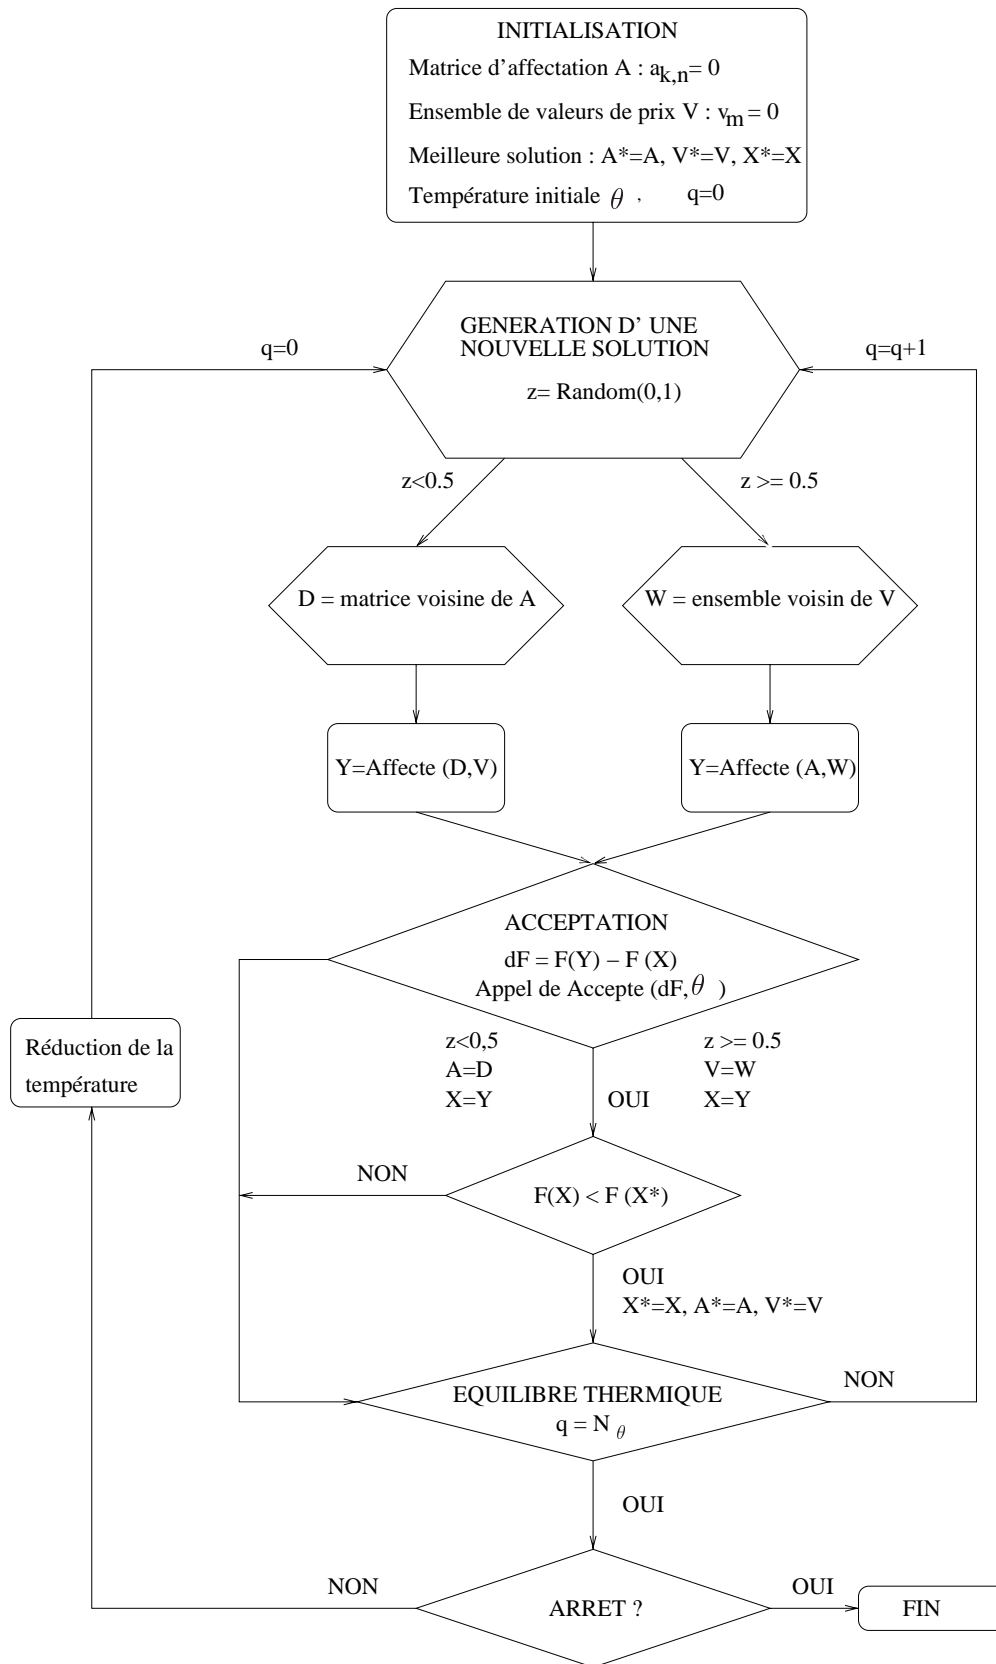 INITIALISATION
Matrice d'affectation A : a_k,n = 0
Ensemble de valeurs de prix V : v_m = 0
Meilleure solution : A*=A, V*=V, X*=X
Température initiale θ , q=0
GENERATION D' UNE
NOUVELLE SOLUTION
z= Random(0,1)
q=0
q=q+1
z<0.5
z >= 0.5
D = matrice voisine de A
W = ensemble voisin de V
Y=Affecte (D,V)
Y=Affecte (A,W)
ACCEPTATION
dF = F(Y) – F (X)
Appel de Accepte (dF, θ )
z<0,5
A=D
X=Y
OUI
z >= 0.5
V=W
X=Y
Réduction de la
température
NON
F(X) < F (X*)
OUI
X*=X, A*=A, V*=V
EQUILIBRE THERMIQUE
q = N_θ
NON
OUI
NON
ARRET ?
OUI
FIN